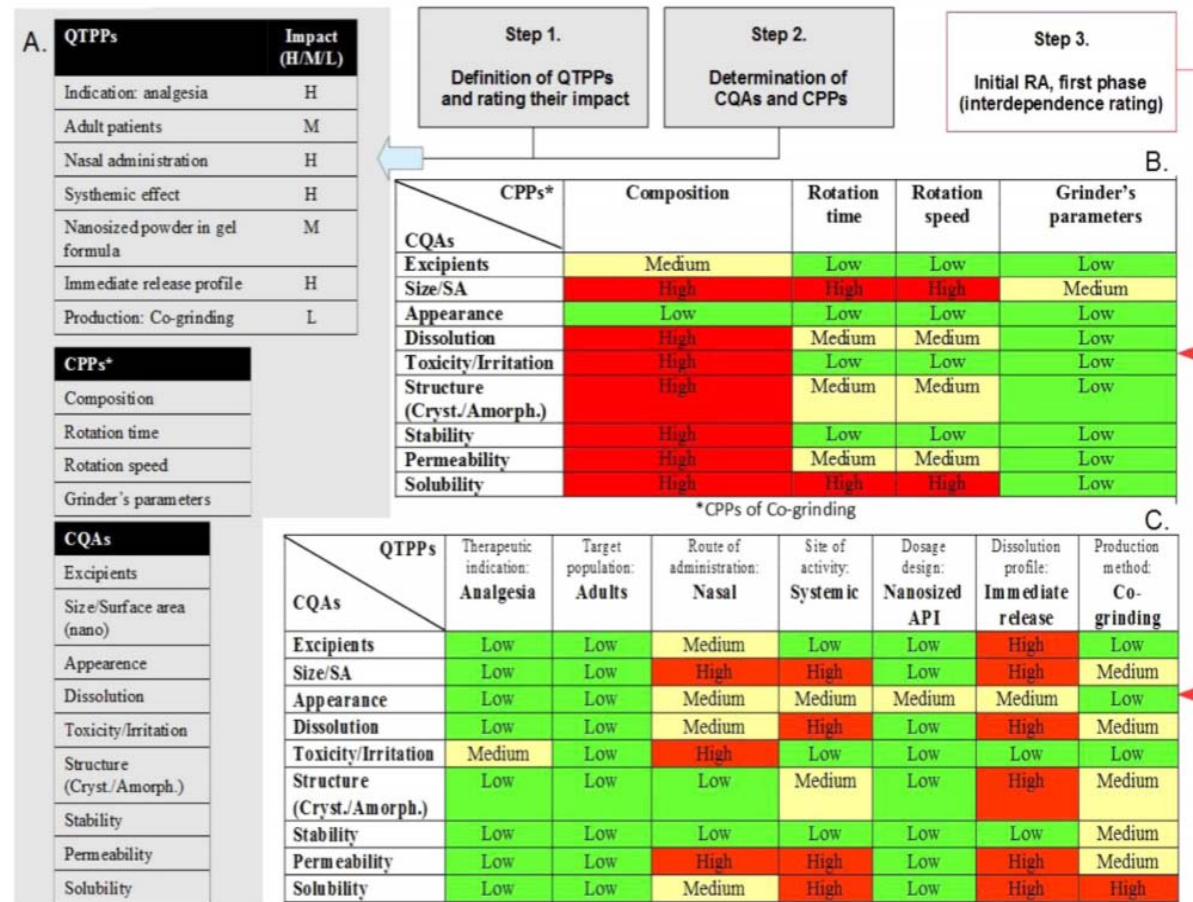 A.
QTPPs Impact
(H/M/L)
Indication: analgesia H
Adult patients M
Nasal administration H
Systhemic effect H
Nanosized powder in gel M
formula
Immediate release profile H
Production: Co-grinding L
CPPs*
Composition
Rotation time
Rotation speed
Grinder's parameters
CQAs
Excipients
Size/Surface area
(nano)
Appearence
Dissolution
Toxicity/Irritation
Structure
(Cryst./Amorph.)
Stability
Permeability
Solubility
Step 1.
Definition of QTPPs
and rating their impact
Step 2.
Determination of
CQAs and CPPs
Step 3.
Initial RA, first phase
(interdependence rating)
B.
CPPs* Composition Rotation Rotation Grinder's
time speed parameters
CQAs
Excipients Medium Low Low Low
Size/SA High High High Medium
Appearance Low Low Low Low
Dissolution High Medium Medium Low
Toxicity/Irritation High Low Low Low
Structure High Medium Medium Low
(Cryst./Amorph.)
Stability High Low Low Low
Permeability High Medium Medium Low
Solubility High High High Low
*CPPs of Co-grinding
C.
QTPPs Therapeutic Target Route of Site of Dosage Dissolution Production
indication: population: administration: activity: design: profile: method:
CQAs Analgesia Adults Nasal Systemic Nanosized Immediate Co-
API release grinding
Excipients Low Low Medium Low Low High Low
Size/SA Low Low High High Low High Medium
Appearance Low Low Medium Medium Medium Medium Low
Dissolution Low Low Medium High Low High Medium
Toxicity/Irritation Medium Low High Low Low Low Low
Structure Low Low Low Medium Low High Medium
(Cryst./Amorph.)
Stability Low Low Low Low Low Low Medium
Permeability Low Low High High Low High Medium
Solubility Low Low Medium High Low High High